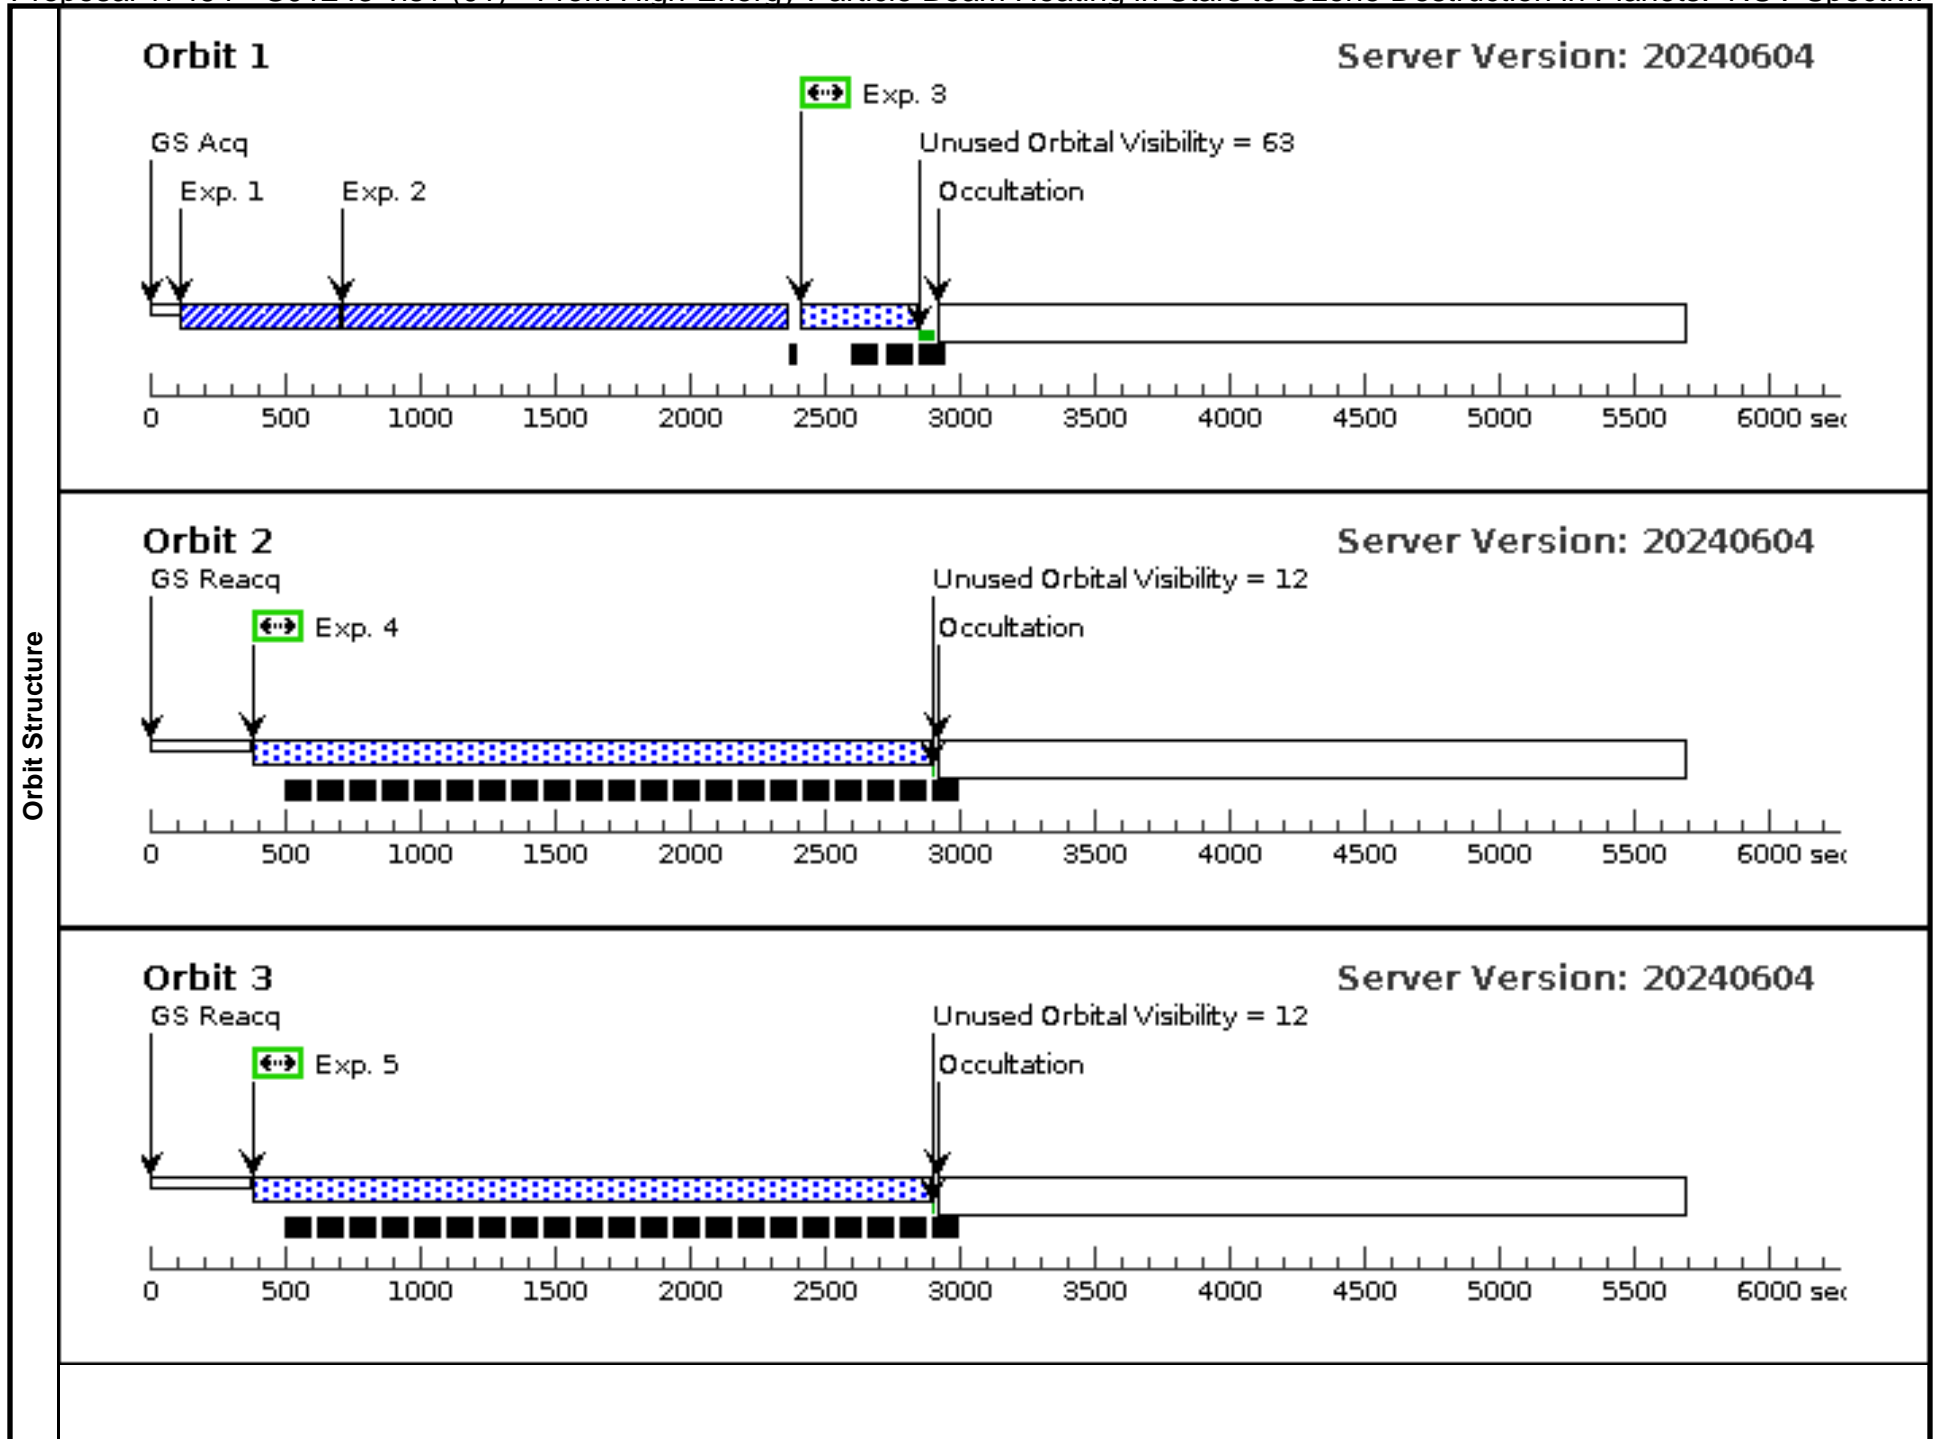 Orbit 1
Server Version: 20240604
Exp. 3
GS Acq
Unused Orbital Visibility = 63
Exp. 1
Exp. 2
Occultation
0 500 1000 1500 2000 2500 3000 3500 4000 4500 5000 5500 6000
Orbit 2
Server Version: 20240604
GS Reacq
Unused Orbital Visibility = 12
Exp. 4
Occultation
0 500 1000 1500 2000 2500 3000 3500 4000 4500 5000 5500 6000
Orbit 3
Server Version: 20240604
GS Reacq
Unused Orbital Visibility = 12
Exp. 5
Occultation
0 500 1000 1500 2000 2500 3000 3500 4000 4500 5000 5500 6000
Orbit Structure